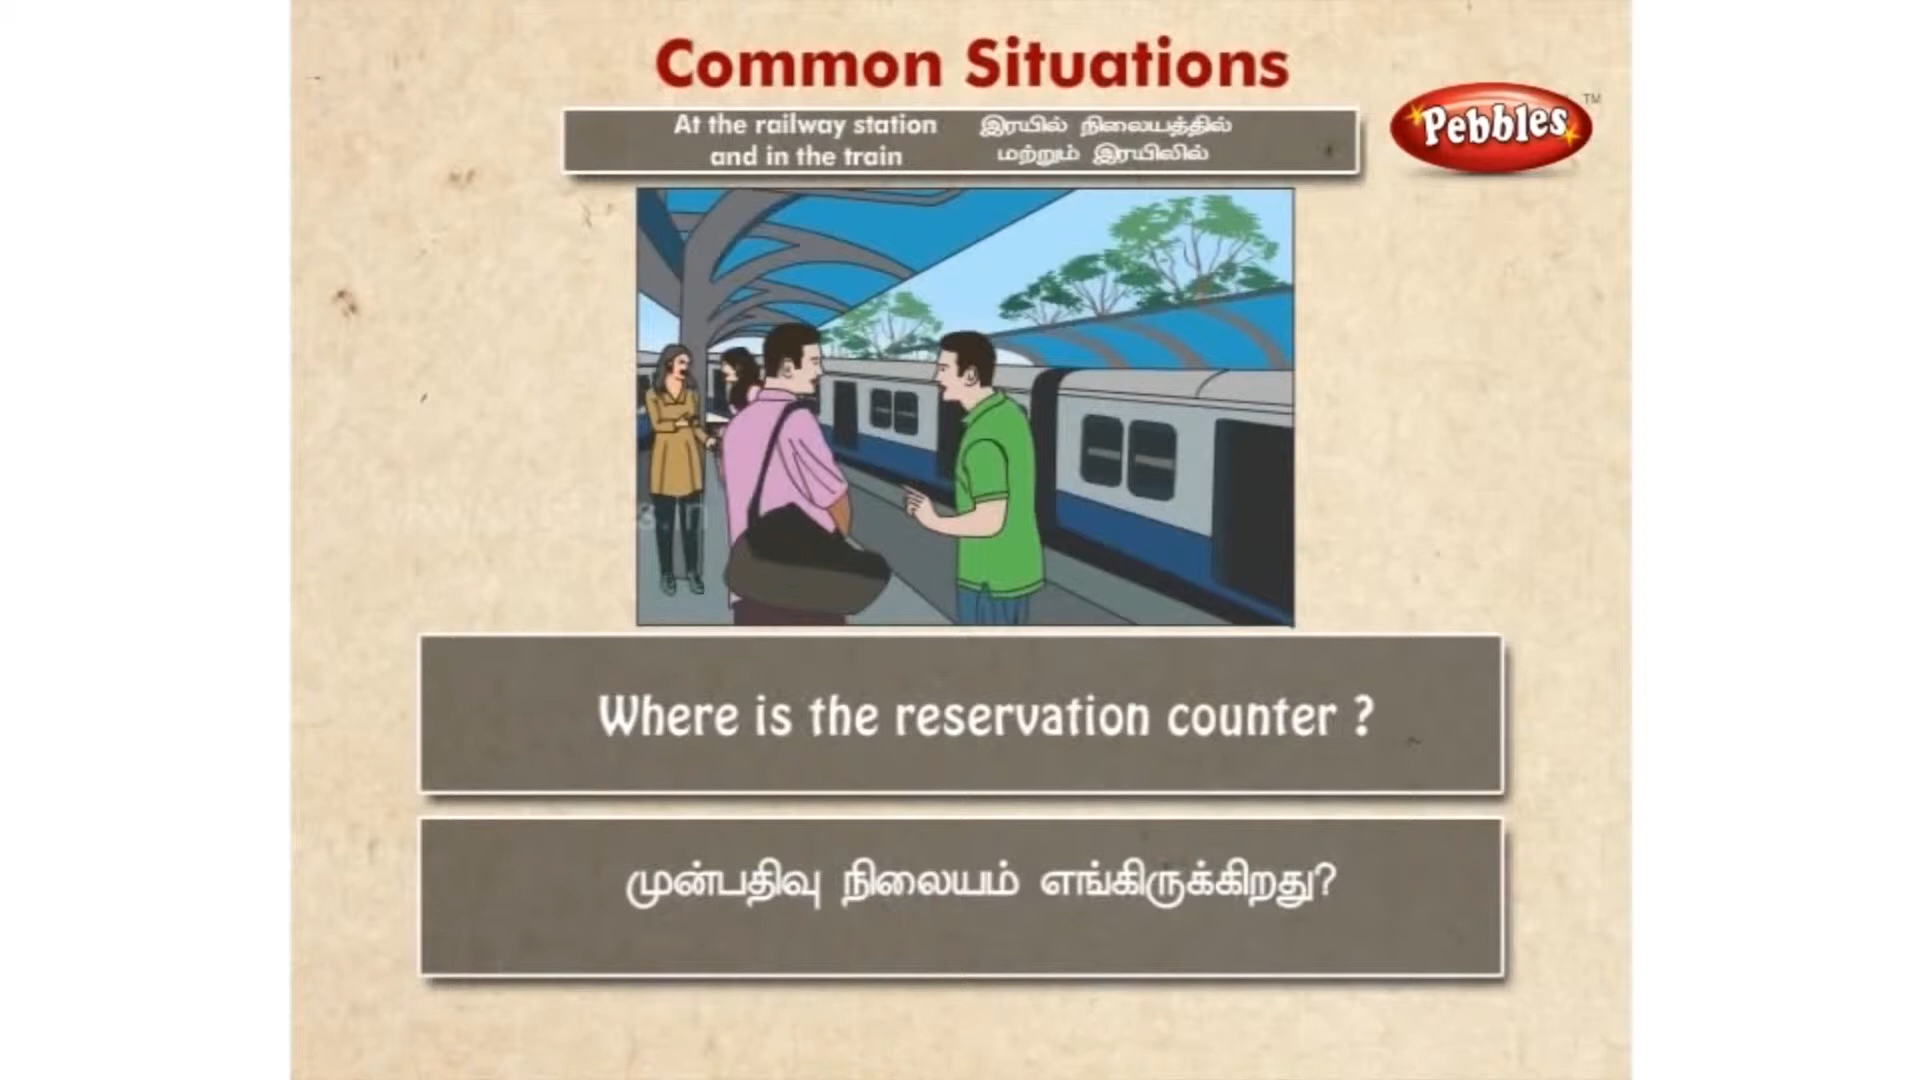 Common Situations
At the railway station
and in the train
இரயில் நிலையத்தில்
மற்றும் இரயிலில்
Pebbles TM
Where is the reservation counter ?
முன்பதிவு நிலையம் எங்கிருக்கிறது?